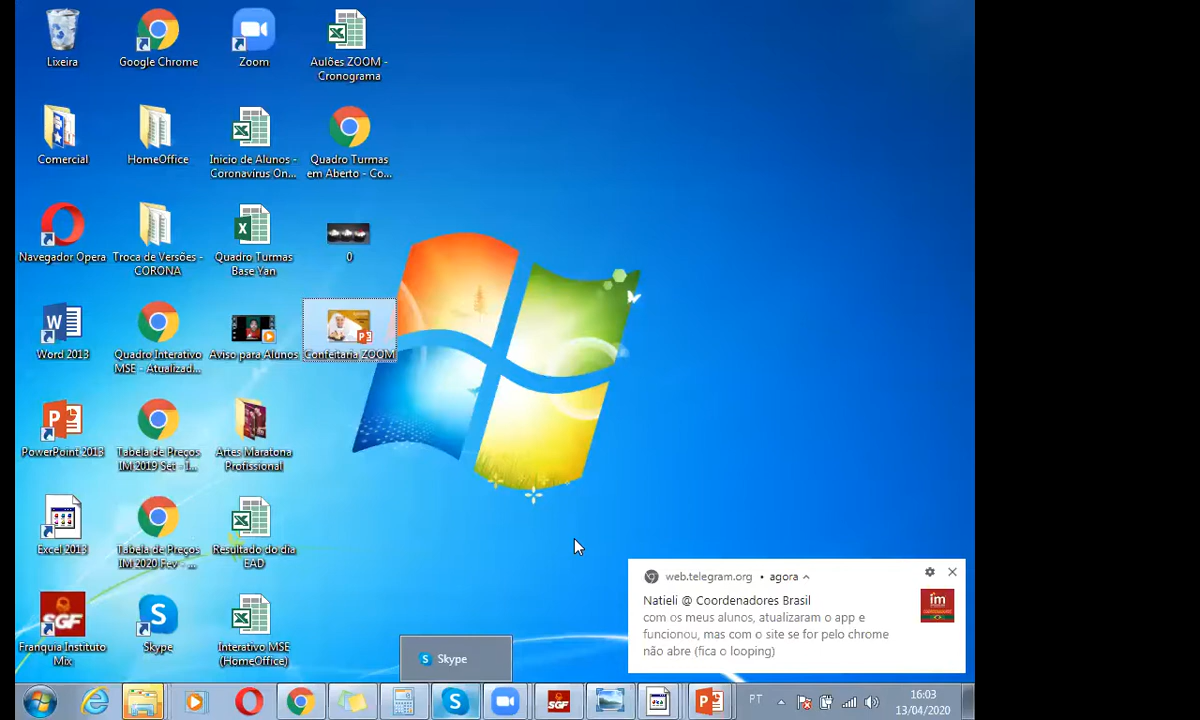 Lixeira
Google Chrome
Zoom
Aulões ZOOM -
Cronograma
Comercial
HomeOffice
Inicio de Alunos -
Coronavirus On...
Quadro Turmas
em Aberto - Co...
Navegador Opera
Troca de Versões -
CORONA
Quadro Turmas
Base Yan
0
Word 2013
Quadro Interativo
MSE - Atualizad...
Aviso para Alunos
Confeitaria ZOOM
PowerPoint 2013
Tabela de Preços
IM 2019 Set - 1...
Artes Maratona
Profissional
Excel 2013
Tabela de Preços
IM 2020 Fev - ...
Resultado do dia
EAD
SGF
Franquia Instituto
Mix
Skype
Interativo MSE
(HomeOffice)
web.telegram.org • agora
Natieli @ Coordenadores Brasil
com os meus alunos, atualizaram o app e
funcionou, mas com o site se for pelo chrome
não abre (fica o looping)
im
Skype
SGF
PT
16:03
13/04/2020